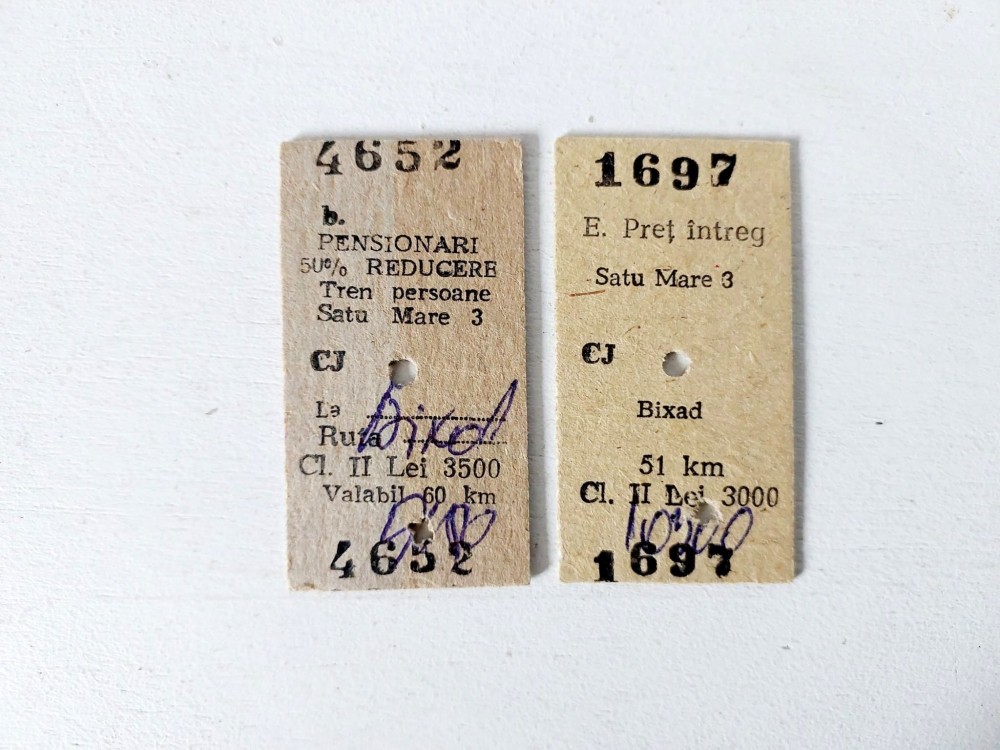 4652
b.
PENSIONARI
50% REDUCERE
Tren persoane
Satu Mare 3
CJ
La Bixad
Ruta
Cl. II Lei 3500
Valabil 60 km
4652
1697
E. Preț întreg
Satu Mare 3
CJ
Bixad
51 km
Cl. II Lei 3000
1697